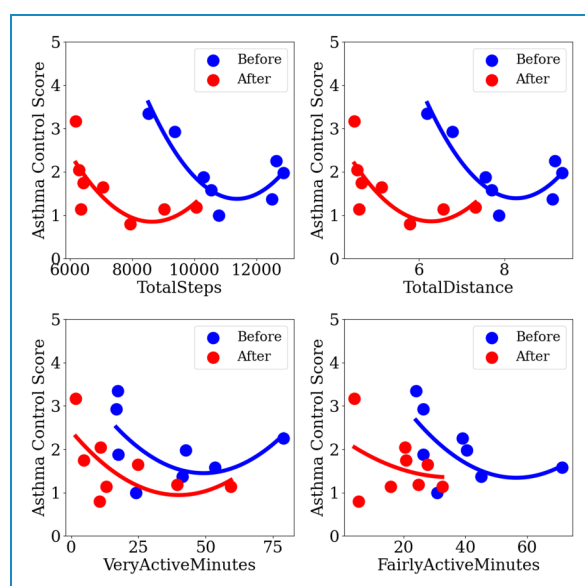 5
4
3
2
1
0
Asthma Control Score
Before
After
6000 8000 10000 12000
TotalSteps
5
4
3
2
1
0
Asthma Control Score
Before
After
6 8
TotalDistance
5
4
3
2
1
0
Asthma Control Score
Before
After
0 25 50 75
VeryActiveMinutes
5
4
3
2
1
0
Asthma Control Score
Before
After
20 40 60
FairlyActiveMinutes